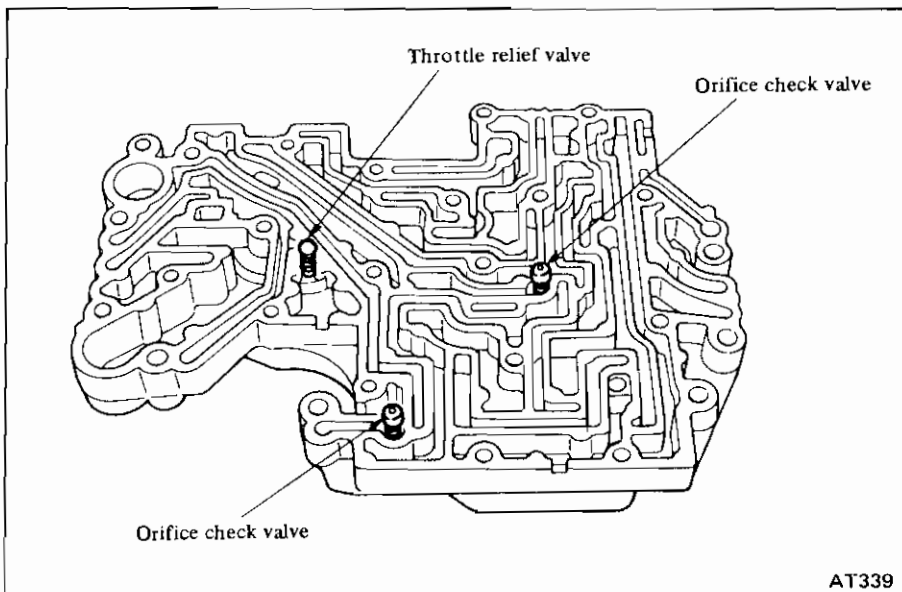 Throttle relief valve
Orifice check valve
Orifice check valve
AT339